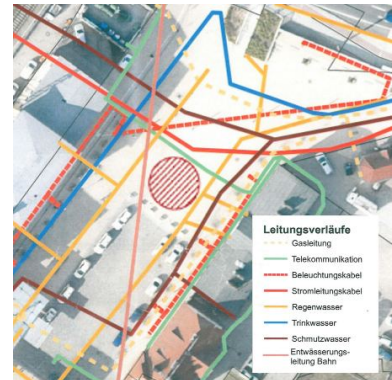 Leitungsverläufe
Gasleitung
Telekommunikation
Beleuchtungskabel
Stromleitungskabel
Regenwasser
Trinkwasser
Schmutzwasser
Entwässerungs-
leitung Bahn